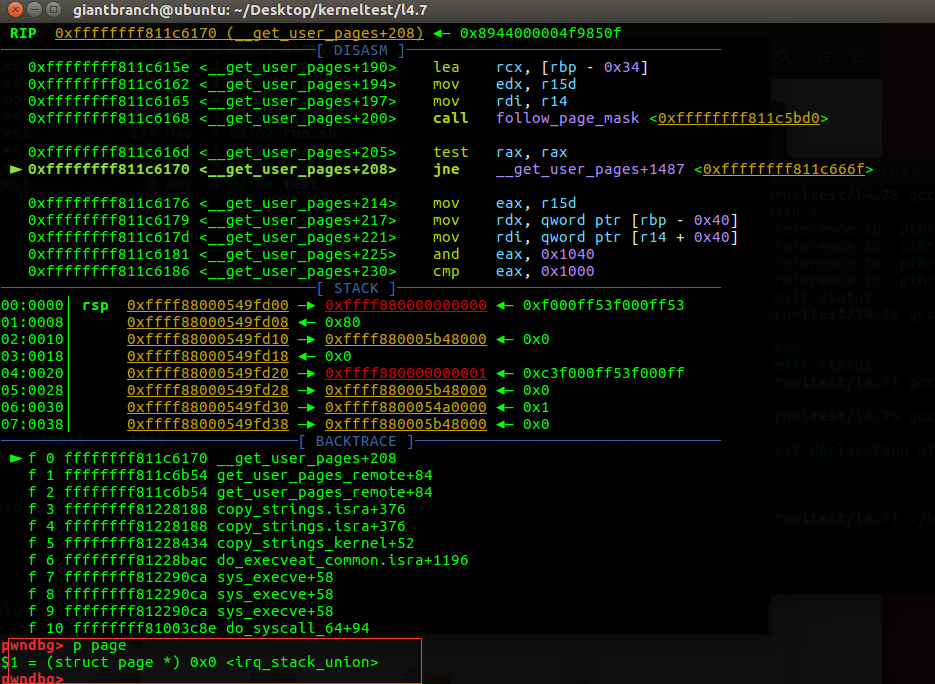 giantbranch@ubuntu: ~/Desktop/kerneltest/l4.7
RIP  0xffffffff811c6170 (__get_user_pages+208) ◂— 0x8944000004f9850f
[ DISASM ]
0xffffffff811c615e <__get_user_pages+190>    lea    rcx, [rbp - 0x34]
0xffffffff811c6162 <__get_user_pages+194>    mov    edx, r15d
0xffffffff811c6165 <__get_user_pages+197>    mov    rdi, r14
0xffffffff811c6168 <__get_user_pages+200>    call   follow_page_mask <0xffffffff811c5bd0>
0xffffffff811c616d <__get_user_pages+205>    test   rax, rax
► 0xffffffff811c6170 <__get_user_pages+208>    jne    __get_user_pages+1487 <0xffffffff811c666f>
0xffffffff811c6176 <__get_user_pages+214>    mov    eax, r15d
0xffffffff811c6179 <__get_user_pages+217>    mov    rdx, qword ptr [rbp - 0x40]
0xffffffff811c617d <__get_user_pages+221>    mov    rdi, qword ptr [r14 + 0x40]
0xffffffff811c6181 <__get_user_pages+225>    and    eax, 0x1040
0xffffffff811c6186 <__get_user_pages+230>    cmp    eax, 0x1000
[ STACK ]
00:0000│ rsp  0xffff88000549fd00 —▸ 0xffff880000000000 ◂— 0xf000ff53f000ff53
01:0008│      0xffff88000549fd08 ◂— 0x80
02:0010│      0xffff88000549fd10 —▸ 0xffff880005b48000 ◂— 0x0
03:0018│      0xffff88000549fd18 ◂— 0x0
04:0020│      0xffff88000549fd20 —▸ 0xffff880000000001 ◂— 0xc3f000ff53f000ff
05:0028│      0xffff88000549fd28 —▸ 0xffff880005b48000 ◂— 0x0
06:0030│      0xffff88000549fd30 —▸ 0xffff8800054a0000 ◂— 0x1
07:0038│      0xffff88000549fd38 —▸ 0xffff880005b48000 ◂— 0x0
[ BACKTRACE ]
► f 0 ffffffff811c6170 __get_user_pages+208
f 1 ffffffff811c6b54 get_user_pages_remote+84
f 2 ffffffff811c6b54 get_user_pages_remote+84
f 3 ffffffff81228188 copy_strings.isra+376
f 4 ffffffff81228188 copy_strings.isra+376
f 5 ffffffff81228434 copy_strings_kernel+52
f 6 ffffffff81228bac do_execveat_common.isra+1196
f 7 ffffffff812290ca sys_execve+58
f 8 ffffffff812290ca sys_execve+58
f 9 ffffffff812290ca sys_execve+58
f 10 ffffffff81003c8e do_syscall_64+94
pwndbg> p page
$1 = (struct page *) 0x0 <irq_stack_union>
pwndbg>